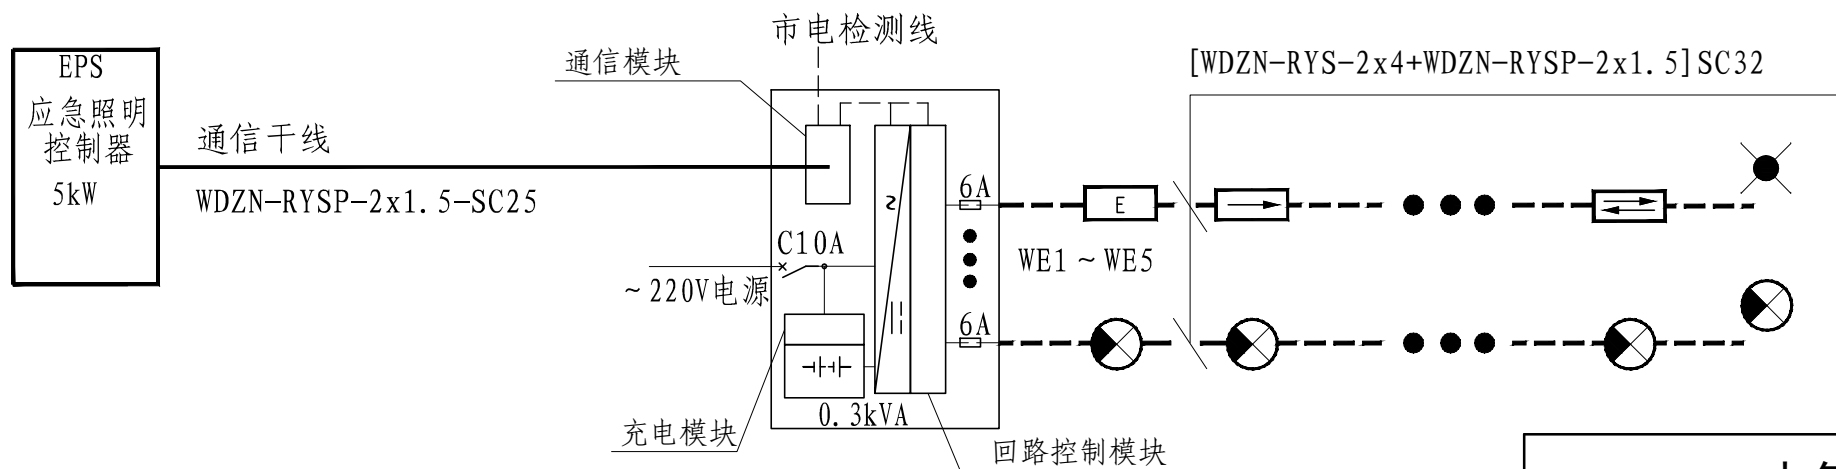 EPS
应急照明
控制器
5kW
通信干线
WDZN-RYSP-2x1.5-SC25
市电检测线
通信模块
C10A
~220V电源
充电模块
0.3kVA
回路控制模块
6A
6A
WE1~WE5
E
[WDZN-RYS-2x4+WDZN-RYSP-2x1.5]SC32